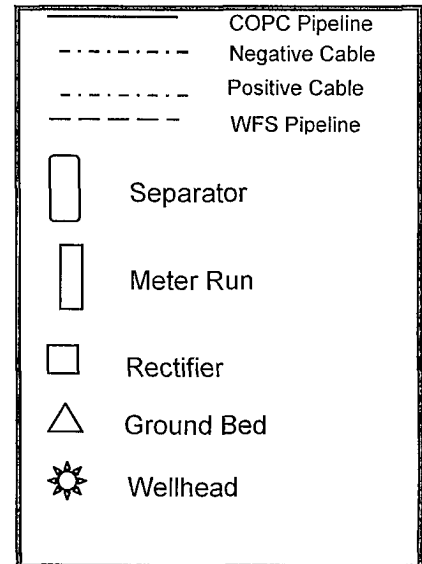 COPC Pipeline
Negative Cable
Positive Cable
WFS Pipeline
Separator
Meter Run
Rectifier
Ground Bed
Wellhead